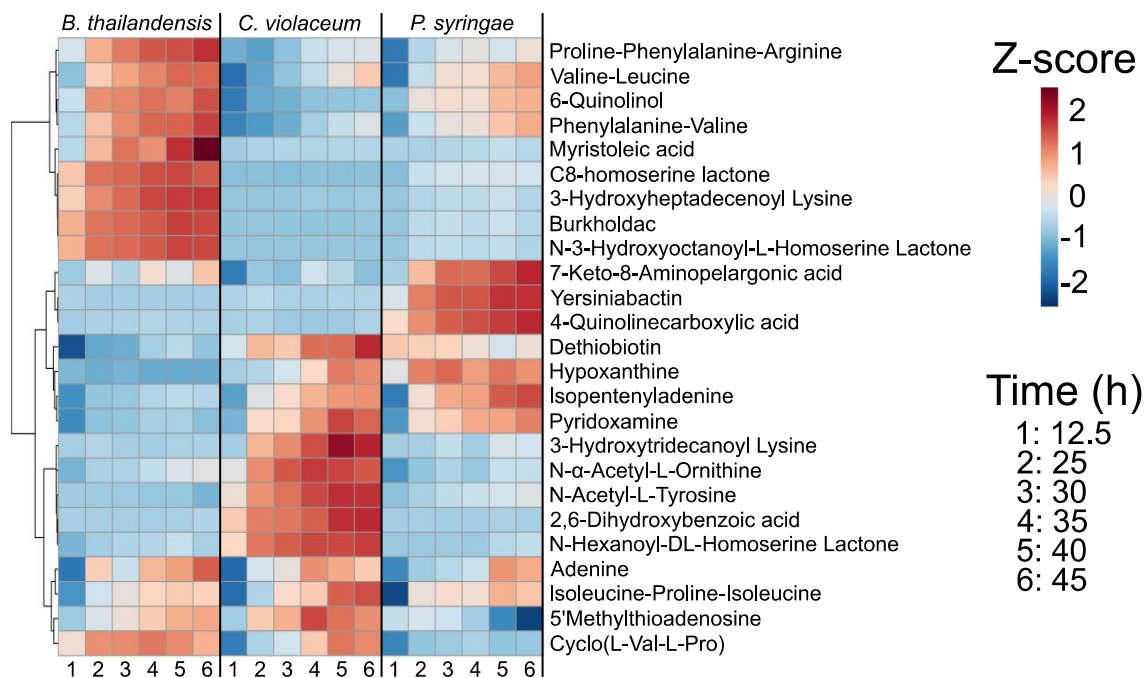 B. thailandensis C. violaceum P. syringae
Proline-Phenylalanine-Arginine
Valine-Leucine
6-Quinolinol
Phenylalanine-Valine
Myristoleic acid
C8-homoserine lactone
3-Hydroxyheptadecenoyl Lysine
Burkholdac
N-3-Hydroxyoctanoyl-L-Homoserine Lactone
7-Keto-8-Aminopelargonic acid
Yersiniabactin
4-Quinolinecarboxylic acid
Dethiobiotin
Hypoxanthine
Isopentenyladenine
Pyridoxamine
3-Hydroxytridecanoyl Lysine
N-α-Acetyl-L-Ornithine
N-Acetyl-L-Tyrosine
2,6-Dihydroxybenzoic acid
N-Hexanoyl-DL-Homoserine Lactone
Adenine
Isoleucine-Proline-Isoleucine
5'Methylthioadenosine
Cyclo(L-Val-L-Pro)
1 2 3 4 5 6 1 2 3 4 5 6 1 2 3 4 5 6
Z-score
2
1
0
-1
-2
Time (h)
1: 12.5
2: 25
3: 30
4: 35
5: 40
6: 45